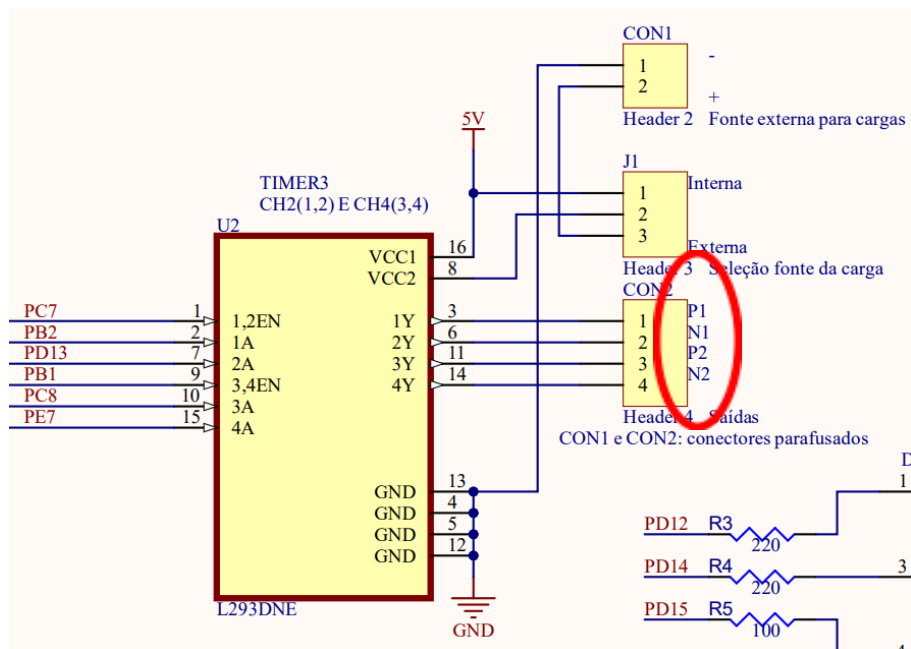 CON1
1 -
2 +
Header 2 Fonte externa para cargas
5V
J1
1 Interna
2
3 Externa
Header 3 Seleção fonte da carga
TIMER3
CH2(1,2) E CH4(3,4)
U2
VCC1 16
VCC2 8
PC7 1 1,2EN 1Y 3
PB2 2 1A 2Y 6
PD13 7 2A 3Y 11
PB1 9 3,4EN 4Y 14
PC8 10 3A
PE7 15 4A
CON2
1 P1
2 N1
3 P2
4 N2
Header 4 Saídas
CON1 e CON2: conectores parafusados
GND 13
GND 4
GND 5
GND 12
L293DNE
GND
D
PD12 R3 220 1
PD14 R4 220 3
PD15 R5 100